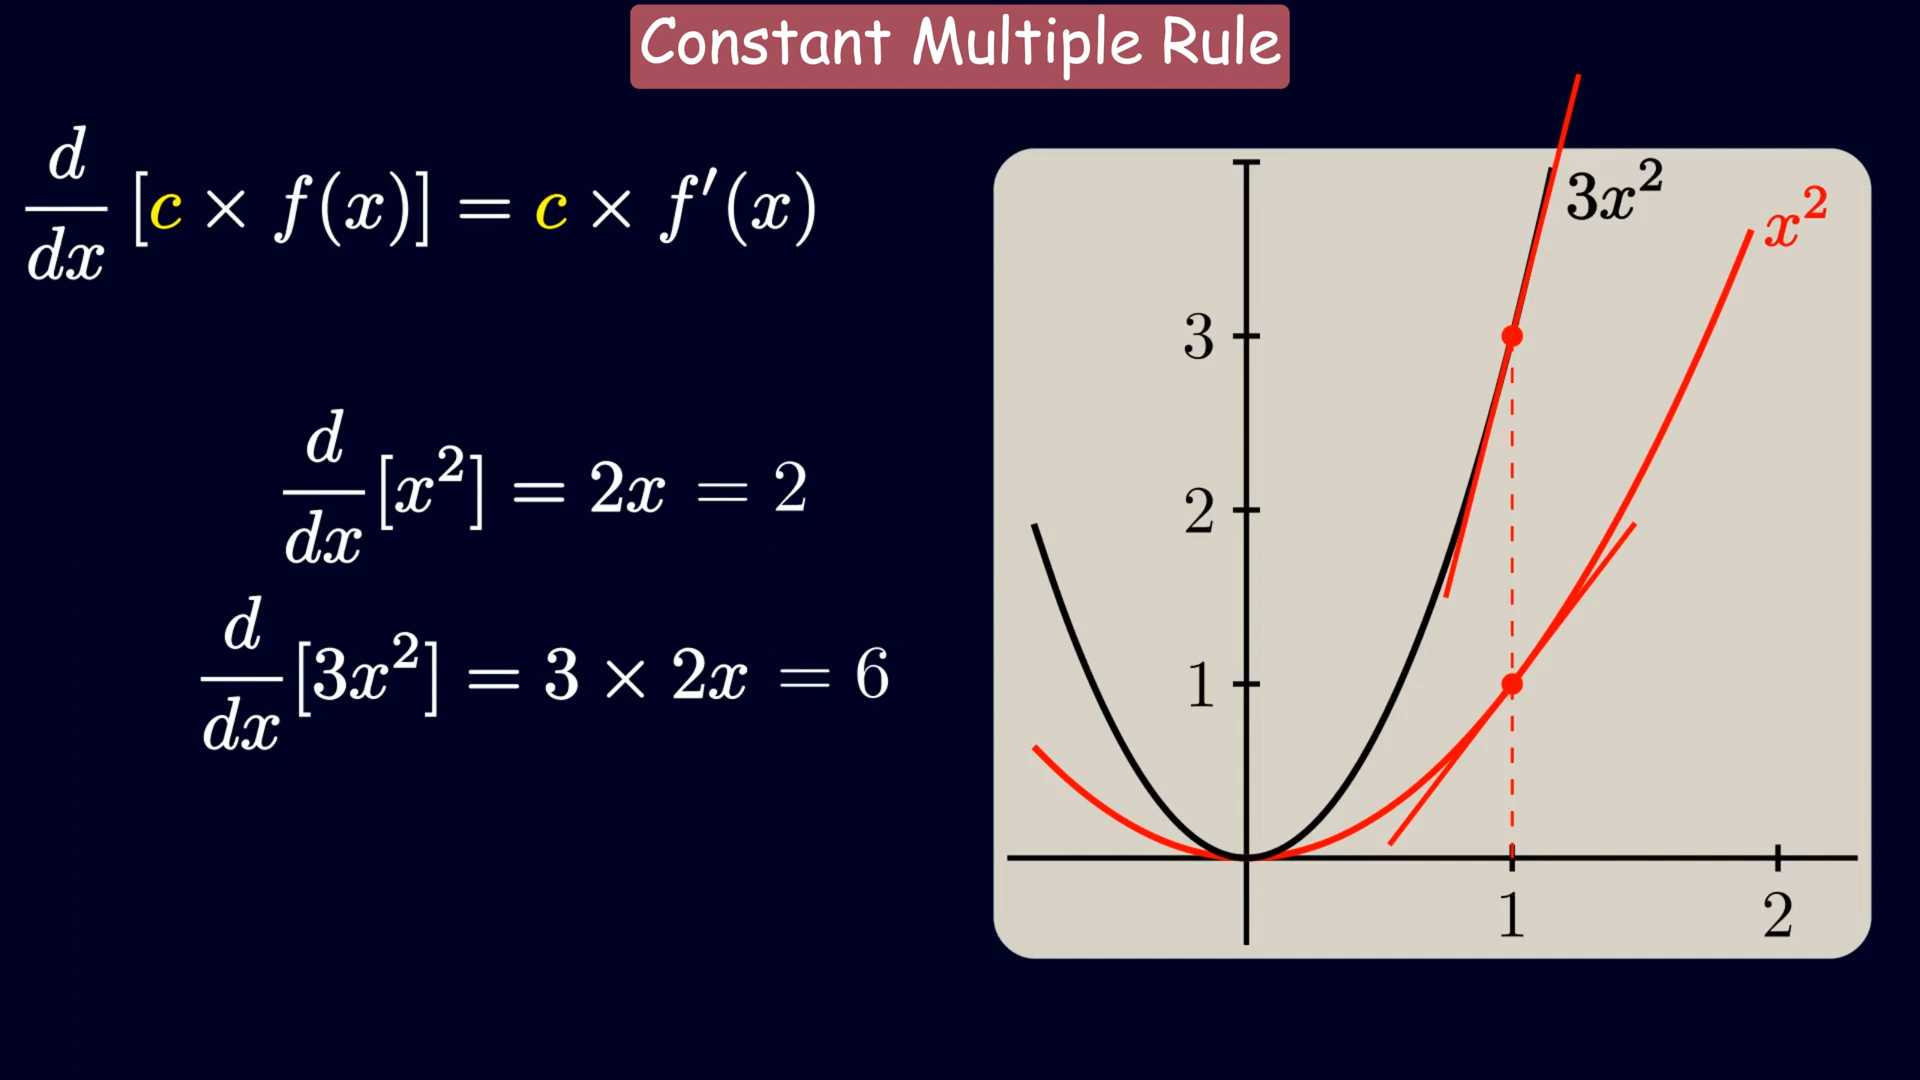 Constant Multiple Rule
d/dx [c × f(x)] = c × f′(x)
d/dx [x²] = 2x = 2
d/dx [3x²] = 3 × 2x = 6
3x²
x²
3
2
1
1 2